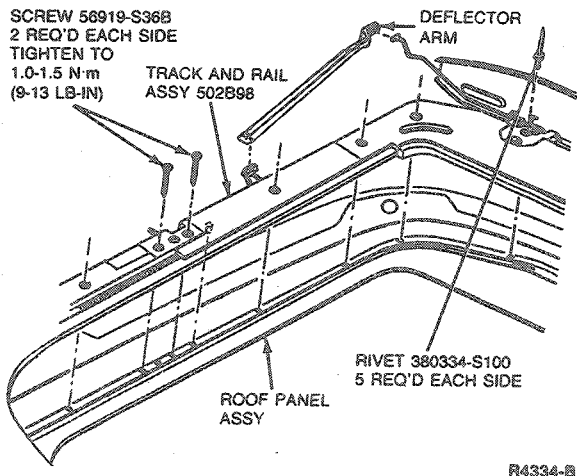 SCREW 56919-S36B
2 REQ'D EACH SIDE
TIGHTEN TO
1.0-1.5 N·m
(9-13 LB-IN)
TRACK AND RAIL
ASSY 502B98
DEFLECTOR
ARM
RIVET 380334-S100
5 REQ'D EACH SIDE
ROOF PANEL
ASSY
R4334-B